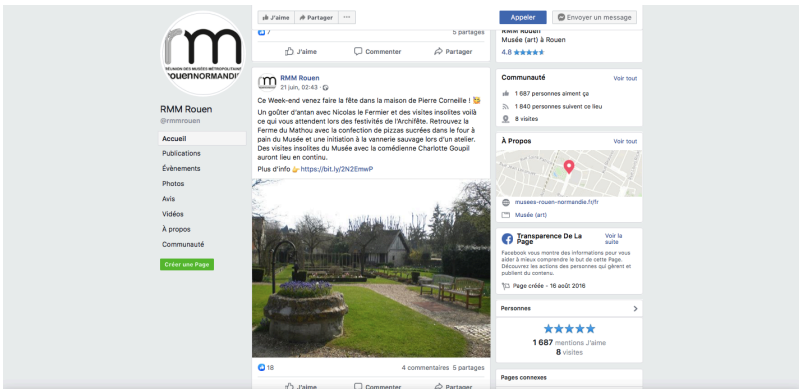 RÉUNION DES MUSÉES MÉTROPOLITAINS
ROUENNORMANDIE
RMM Rouen
@rmmrouen
Accueil
Publications
Évènements
Photos
Avis
Vidéos
À propos
Communauté
Créer une Page
J'aime Partager ...
7 5 partages
J'aime Commenter Partager
RMM Rouen
21 juin, 02:43
Ce Week-end venez faire la fête dans la maison de Pierre Corneille !
Un goûter d'antan avec Nicolas le Fermier et des visites insolites voilà
ce qui vous attendent lors des festivités de l'Archifête. Retrouvez la
Ferme du Mathou avec la confection de pizzas sucrées dans le four à
pain du Musée et une initiation à la vannerie sauvage lors d'un atelier.
Des visites insolites du Musée avec la comédienne Charlotte Goupil
auront lieu en continu.
Plus d'info 👉 https://bit.ly/2N2EmwP
18 4 commentaires 5 partages
J'aime Commenter Partager
Appeler Envoyer un message
RMM Rouen
Musée (art) à Rouen
4.8 ★★★★★
Communauté Voir tout
1 687 personnes aiment ça
1 840 personnes suivent ce lieu
8 visites
À Propos Voir tout
musees-rouen-normandie.fr/fr
Musée (art)
Transparence De La Page Voir la suite
Facebook vous montre des informations pour vous
aider à mieux comprendre le but de cette Page.
Découvrez les actions des personnes qui gèrent et
publient du contenu.
Page créée - 16 août 2016
Personnes >
★★★★★
1 687 mentions J'aime
8 visites
Pages connexes